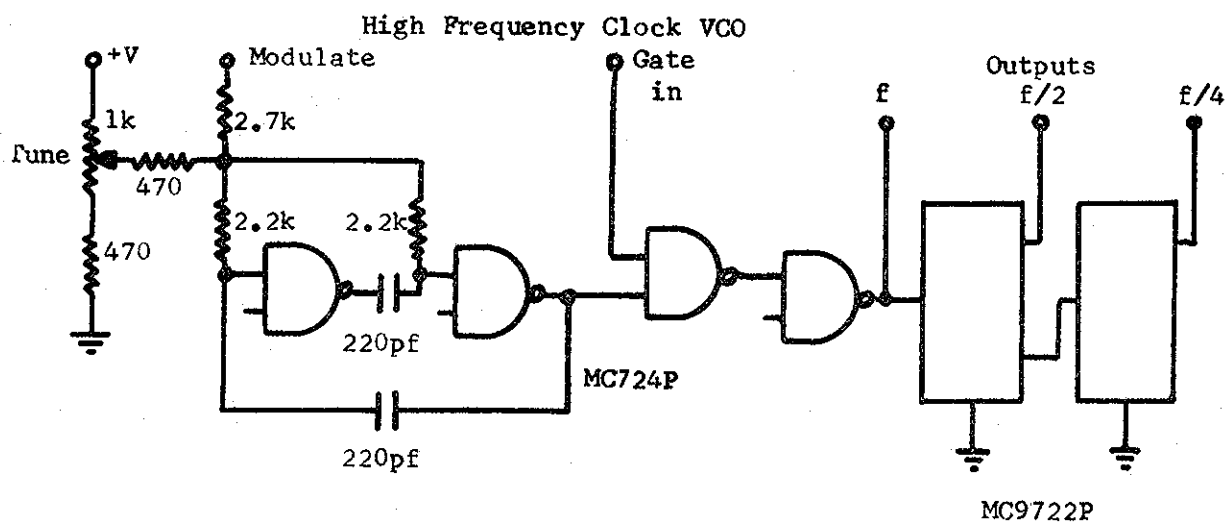 High Frequency Clock VCO
+V
Modulate
Gate
in
Outputs
f
f/2
f/4
1k
2.7k
Tune
470
2.2k
2.2k
470
220pf
MC724P
220pf
MC9722P